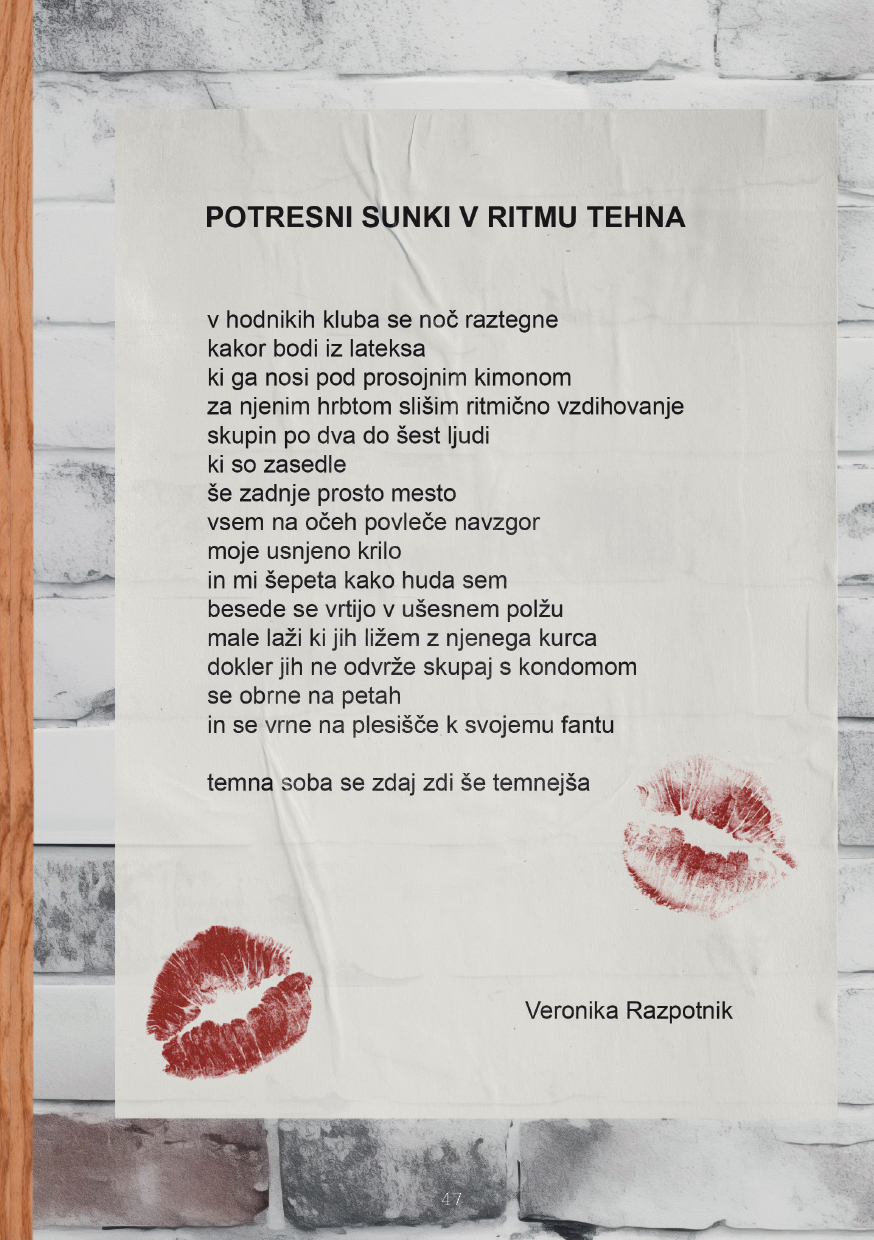 POTRESNI SUNKI V RITMU TEHNA
v hodnikih kluba se noč raztegne
kakor bodi iz lateksa
ki ga nosi pod prosojnim kimonom
za njenim hrbtom slišim ritmično vzdihovanje
skupin po dva do šest ljudi
ki so zasedle
še zadnje prosto mesto
vsem na očeh povleče navzgor
moje usnjeno krilo
in mi šepeta kako huda sem
besede se vrtijo v ušesnem polžu
male laži ki jih ližem z njenega kurca
dokler jih ne odvrže skupaj s kondomom
se obrne na petah
in se vrne na plesišče k svojemu fantu
temna soba se zdaj zdi še temnejša
Veronika Razpotnik
47